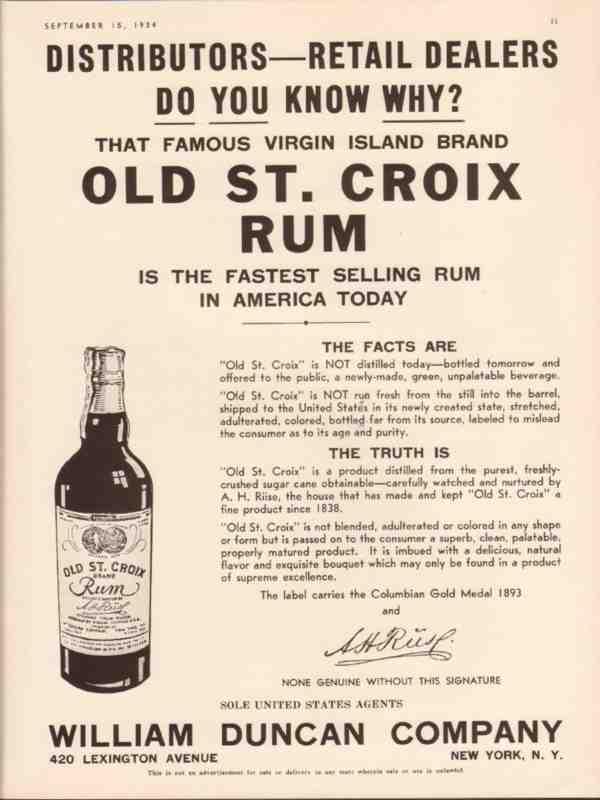 SEPTEMBER 15, 1934
11
DISTRIBUTORS—RETAIL DEALERS
DO YOU KNOW WHY?
THAT FAMOUS VIRGIN ISLAND BRAND
OLD ST. CROIX
RUM
IS THE FASTEST SELLING RUM
IN AMERICA TODAY
THE FACTS ARE
"Old St. Croix" is NOT distilled today—bottled tomorrow and
offered to the public, a newly-made, green, unpalatable beverage.
"Old St. Croix" is NOT run fresh from the still into the barrel,
shipped to the United States in its newly created state, stretched,
adulterated, colored, bottled far from its source, labeled to mislead
the consumer as to its age and purity.
THE TRUTH IS
"Old St. Croix" is a product distilled from the purest, freshly-
crushed sugar cane obtainable—carefully watched and nurtured by
A. H. Riise, the house that has made and kept "Old St. Croix" a
fine product since 1838.
"Old St. Croix" is not blended, adulterated or colored in any shape
or form but is passed on to the consumer a superb, clean, palatable,
properly matured product. It is imbued with a delicious, natural
flavor and exquisite bouquet which may only be found in a product
of supreme excellence.
The label carries the Columbian Gold Medal 1893
and
A H Riise.
NONE GENUINE WITHOUT THIS SIGNATURE
OLD ST. CROIX
BRAND
Rum
A H Riise
SOLE UNITED STATES AGENTS
WILLIAM DUNCAN COMPANY
420 LEXINGTON AVENUE
NEW YORK, N. Y.
This is not an advertisement for sale or delivery in any state wherein sale or use is unlawful.